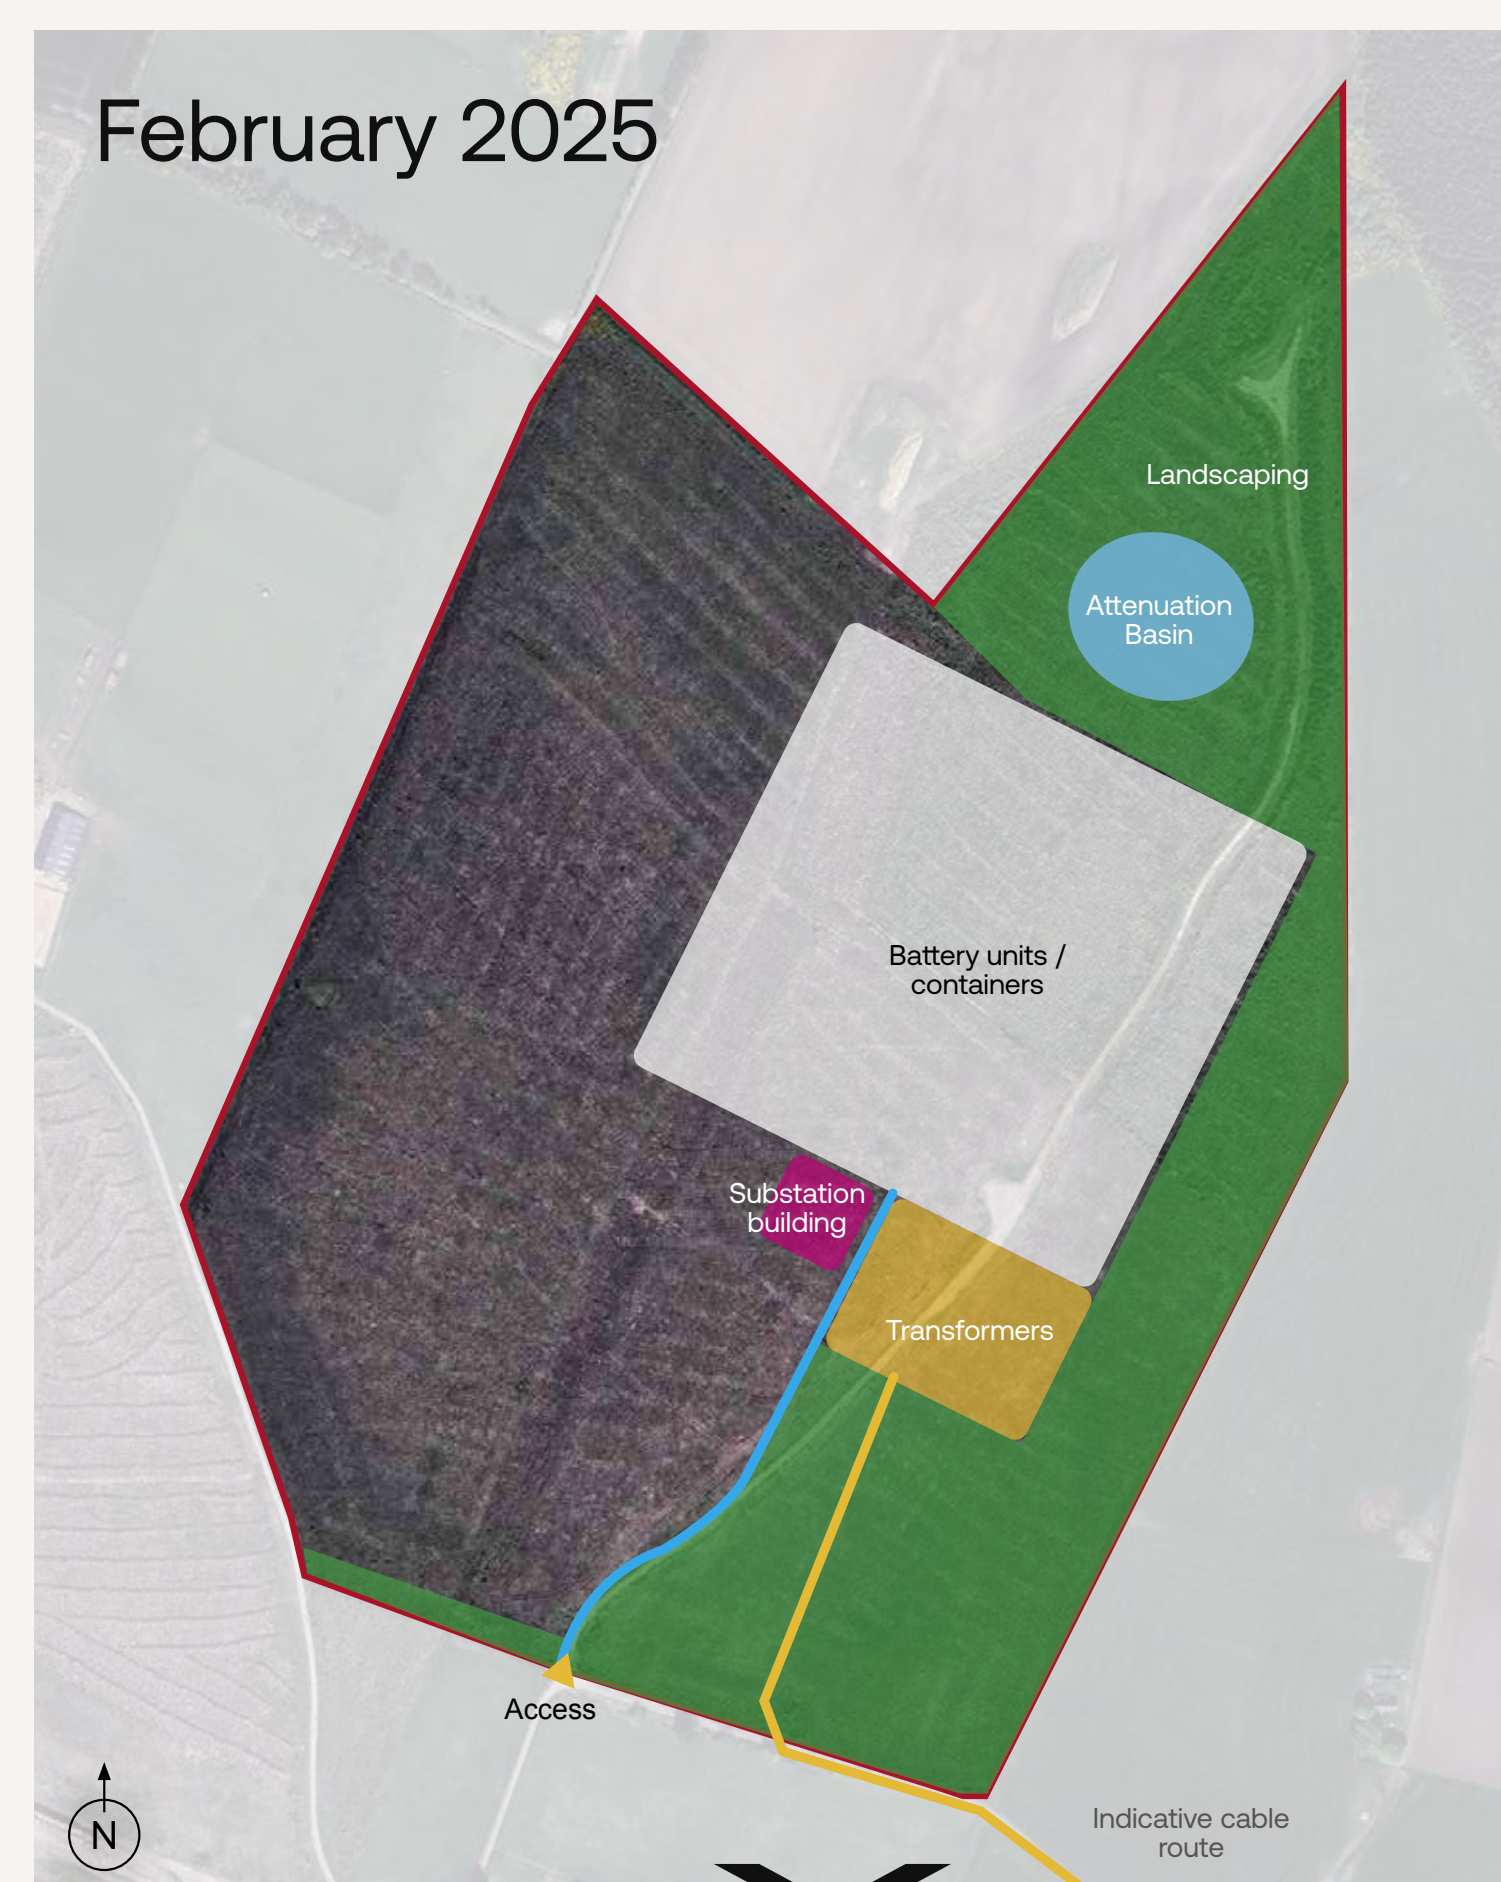 February 2025
Landscaping
Attenuation
Basin
Battery units /
containers
Substation
building
Transformers
Access
Indicative cable
route
N